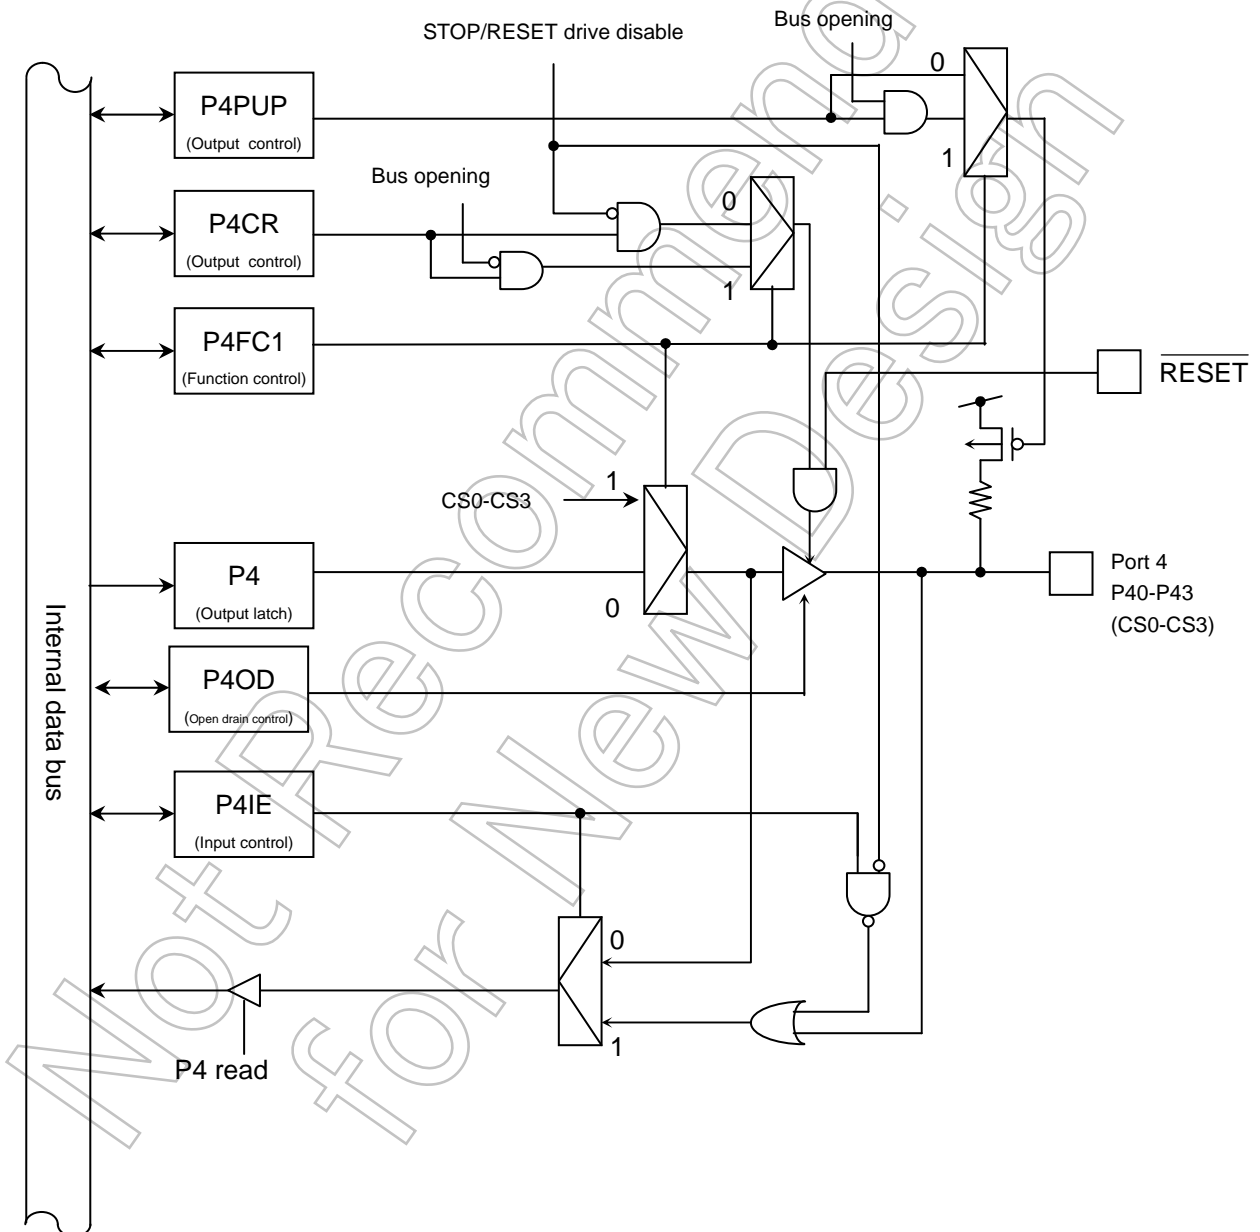 STOP/RESET drive disable
Bus opening
0
1
P4PUP
(Output control)
Bus opening
0
1
P4CR
(Output control)
P4FC1
(Function control)
RESET
CS0-CS3
1
0
P4
(Output latch)
Port 4
P40-P43
(CS0-CS3)
P4OD
(Open drain control)
P4IE
(Input control)
0
1
P4 read
Internal data bus
Not Recommended
for New Design